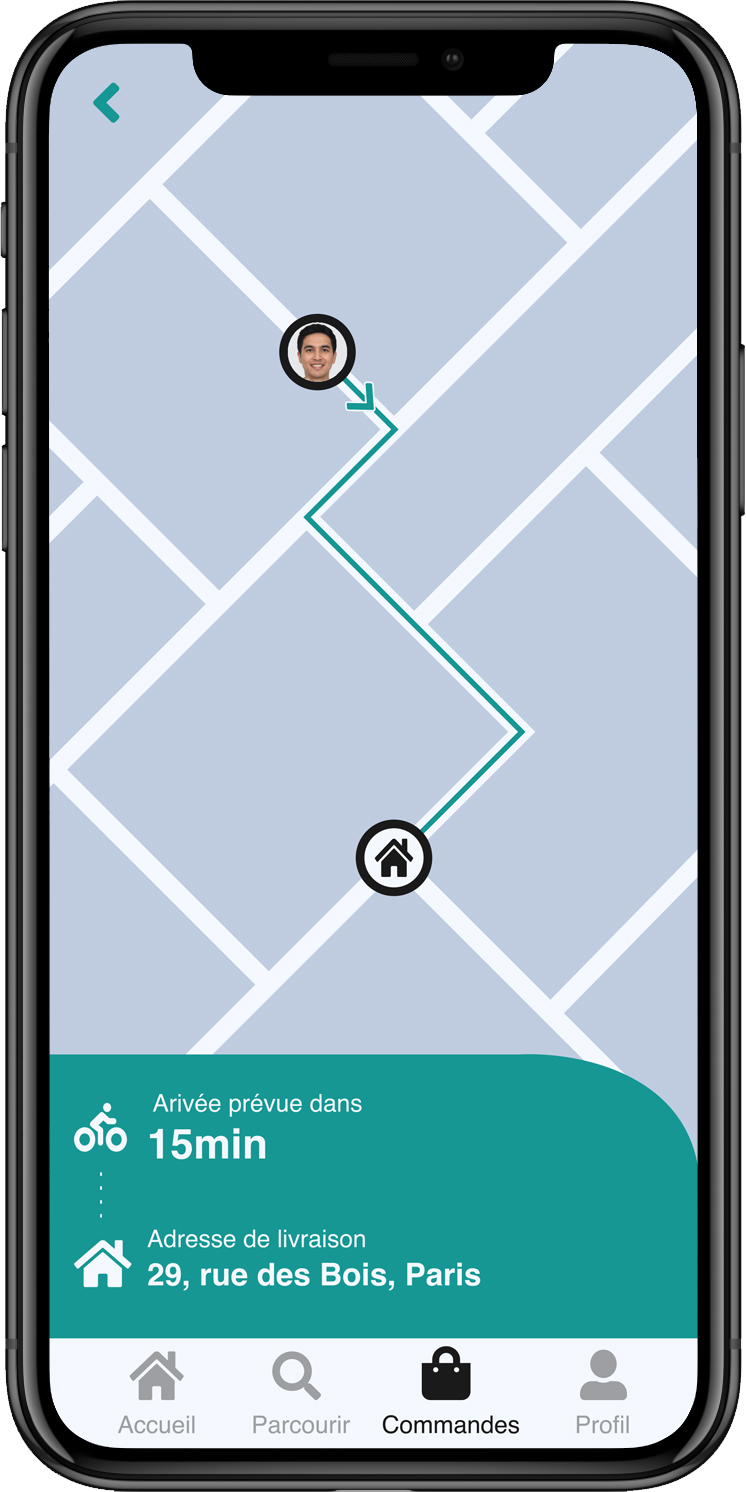 Arivée prévue dans
15min
Adresse de livraison
29, rue des Bois, Paris
Accueil
Parcourir
Commandes
Profil